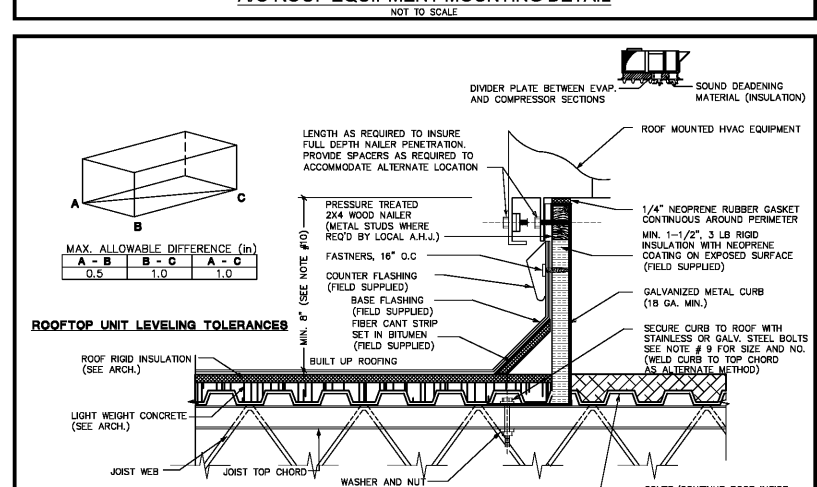 NOT TO SCALE
DIVIDER PLATE BETWEEN EVAP.
AND COMPRESSOR SECTIONS
SOUND DEADENING
MATERIAL (INSULATION)
LENGTH AS REQUIRED TO INSURE
FULL DEPTH NAILER PENETRATION.
PROVIDE SPACERS AS REQUIRED TO
ACCOMMODATE ALTERNATE LOCATION
ROOF MOUNTED HVAC EQUIPMENT
A
B
C
PRESSURE TREATED
2X4 WOOD NAILER
(METAL STUDS WHERE
REQ'D BY LOCAL A.H.J.)
1/4" NEOPRENE RUBBER GASKET
CONTINUOUS AROUND PERIMETER
MIN. 1-1/2", 3 LB RIGID
INSULATION WITH NEOPRENE
COATING ON EXPOSED SURFACE
(FIELD SUPPLIED)
MAX. ALLOWABLE DIFFERENCE (in)
A - B B - C A - C
0.5 1.0 1.0
MIN. 8" (SEE NOTE #10)
FASTNERS, 16" O.C
COUNTER FLASHING
(FIELD SUPPLIED)
BASE FLASHING
(FIELD SUPPLIED)
FIBER CANT STRIP
SET IN BITUMEN
(FIELD SUPPLIED)
GALVANIZED METAL CURB
(18 GA. MIN.)
ROOFTOP UNIT LEVELING TOLERANCES
SECURE CURB TO ROOF WITH
STAINLESS OR GALV. STEEL BOLTS
SEE NOTE # 9 FOR SIZE AND NO.
(WELD CURB TO TOP CHORD
AS ALTERNATE METHOD)
ROOF RIGID INSULATION
(SEE ARCH.)
BUILT UP ROOFING
LIGHT WEIGHT CONCRETE
(SEE ARCH.)
JOIST WEB
JOIST TOP CHORD
WASHER AND NUT